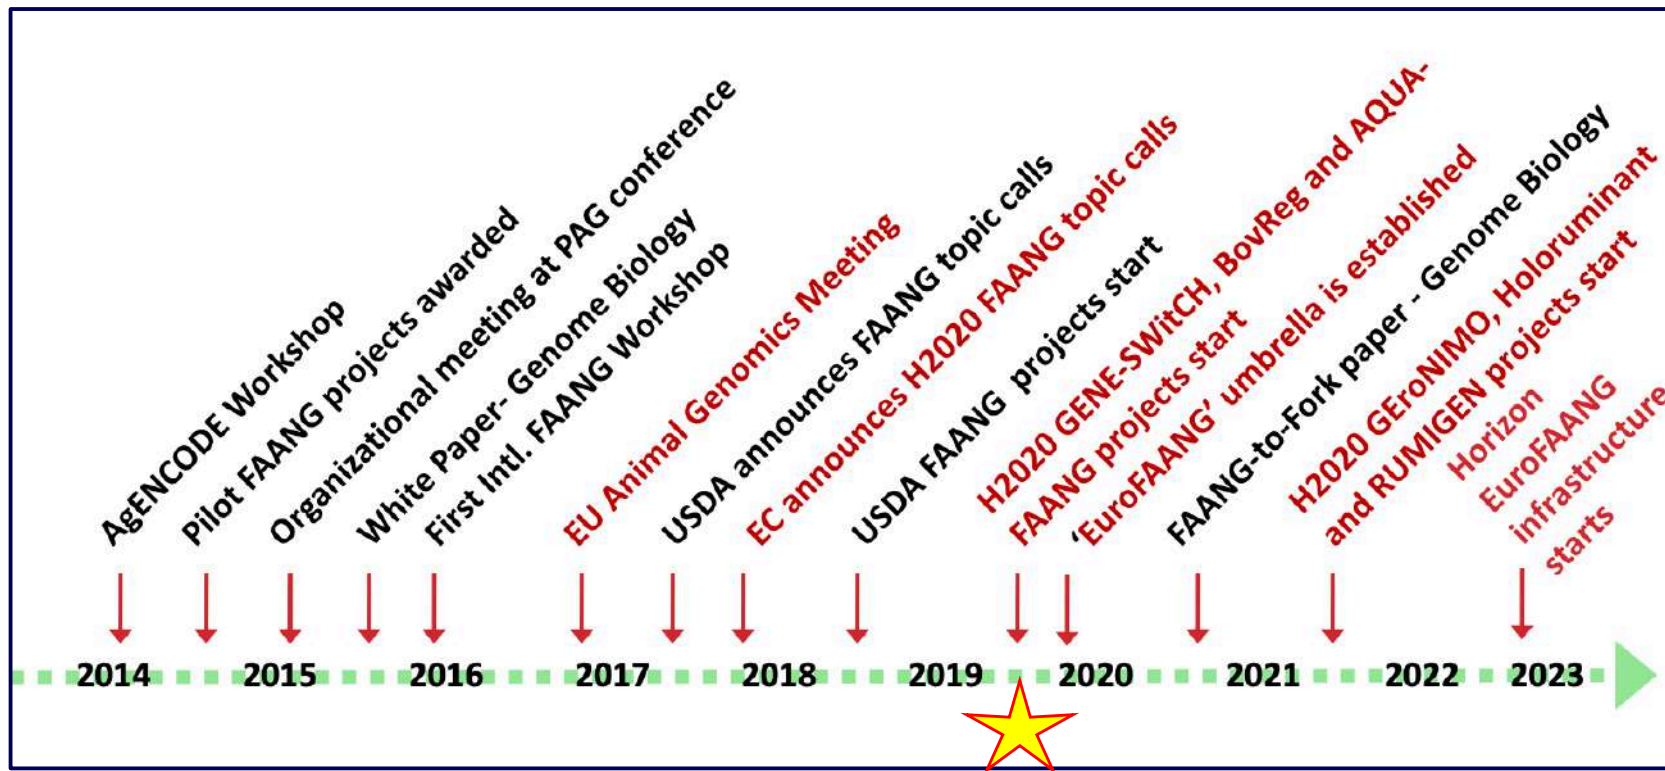 AgENCODE Workshop
Pilot FAANG projects awarded
Organizational meeting at PAG conference
White Paper- Genome Biology
First Intl. FAANG Workshop
EU Animal Genomics Meeting
USDA announces FAANG topic calls
EC announces H2020 FAANG topic calls
USDA FAANG projects start
H2020 GENE-SWitCH, BovReg and AQUA-
FAANG projects start
‘EuroFAANG’ umbrella is established
FAANG-to-Fork paper - Genome Biology
H2020 GEroNIMO, Holoruminant
and RUMIGEN projects start
Horizon
EuroFAANG
infrastructure
starts
2014 2015 2016 2017 2018 2019 2020 2021 2022 2023